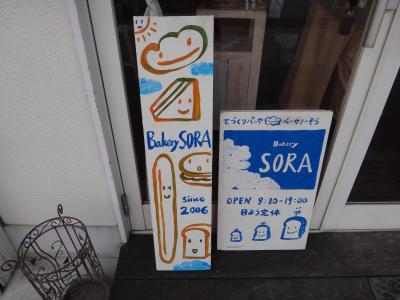 Bakery SORA
since
2006
てづくりパンや ベーカリーそら
Bakery
SORA
OPEN 9:30-19:00
日よう定休